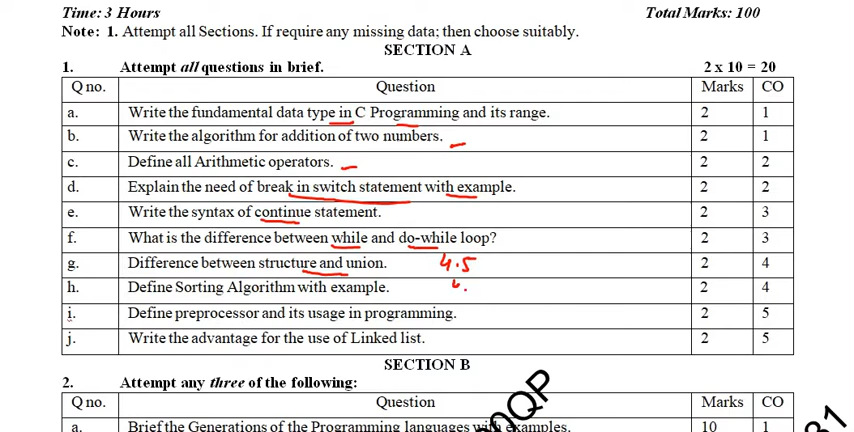 Time: 3 Hours Total Marks: 100
Note: 1. Attempt all Sections. If require any missing data; then choose suitably.
SECTION A
1. Attempt all questions in brief. 2 x 10 = 20
Q no. Question Marks CO
a. Write the fundamental data type in C Programming and its range. 2 1
b. Write the algorithm for addition of two numbers. 2 1
c. Define all Arithmetic operators. 2 2
d. Explain the need of break in switch statement with example. 2 2
e. Write the syntax of continue statement. 2 3
f. What is the difference between while and do-while loop? 2 3
g. Difference between structure and union. 4.5 2 4
h. Define Sorting Algorithm with example. 2 4
i. Define preprocessor and its usage in programming. 2 5
j. Write the advantage for the use of Linked list. 2 5
SECTION B
2. Attempt any three of the following:
Q no. Question Marks CO
a. Brief the Generations of the Programming languages with examples. 10 1